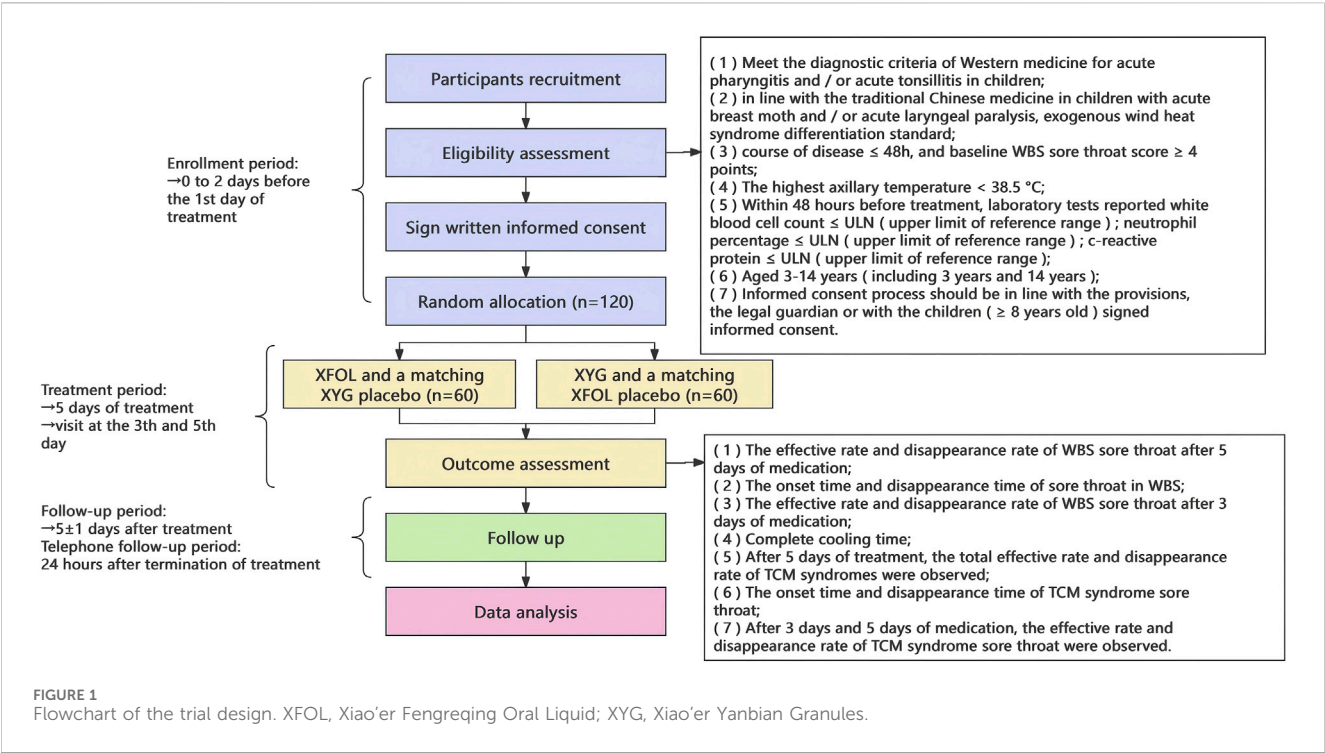 Participants recruitment
Eligibility assessment
Sign written informed consent
Random allocation (n=120)
Enrollment period:
→0 to 2 days before
the 1st day of
treatment
( 1 ) Meet the diagnostic criteria of Western medicine for acute
pharyngitis and / or acute tonsillitis in children;
( 2 ) in line with the traditional Chinese medicine in children with acute
breast moth and / or acute laryngeal paralysis, exogenous wind heat
syndrome differentiation standard;
( 3 ) course of disease ≤ 48h, and baseline WBS sore throat score ≥ 4
points;
( 4 ) The highest axillary temperature < 38.5 °C;
( 5 ) Within 48 hours before treatment, laboratory tests reported white
blood cell count ≤ ULN ( upper limit of reference range ) ; neutrophil
percentage ≤ ULN ( upper limit of reference range ) ; c-reactive
protein ≤ ULN ( upper limit of reference range );
( 6 ) Aged 3-14 years ( including 3 years and 14 years );
( 7 ) Informed consent process should be in line with the provisions,
the legal guardian or with the children ( ≥ 8 years old ) signed
informed consent.
XFOL and a matching
XYG placebo (n=60)
XYG and a matching
XFOL placebo (n=60)
Treatment period:
→5 days of treatment
→visit at the 3th and 5th
day
Outcome assessment
( 1 ) The effective rate and disappearance rate of WBS sore throat after 5
days of medication;
( 2 ) The onset time and disappearance time of sore throat in WBS;
( 3 ) The effective rate and disappearance rate of WBS sore throat after 3
days of medication;
( 4 ) Complete cooling time;
( 5 ) After 5 days of treatment, the total effective rate and disappearance
rate of TCM syndromes were observed;
( 6 ) The onset time and disappearance time of TCM syndrome sore
throat;
( 7 ) After 3 days and 5 days of medication, the effective rate and
disappearance rate of TCM syndrome sore throat were observed.
Follow-up period:
→5±1 days after treatment
Telephone follow-up period:
24 hours after termination of treatment
Follow up
Data analysis
FIGURE 1
Flowchart of the trial design. XFOL, Xiao'er Fengreqing Oral Liquid; XYG, Xiao'er Yanbian Granules.